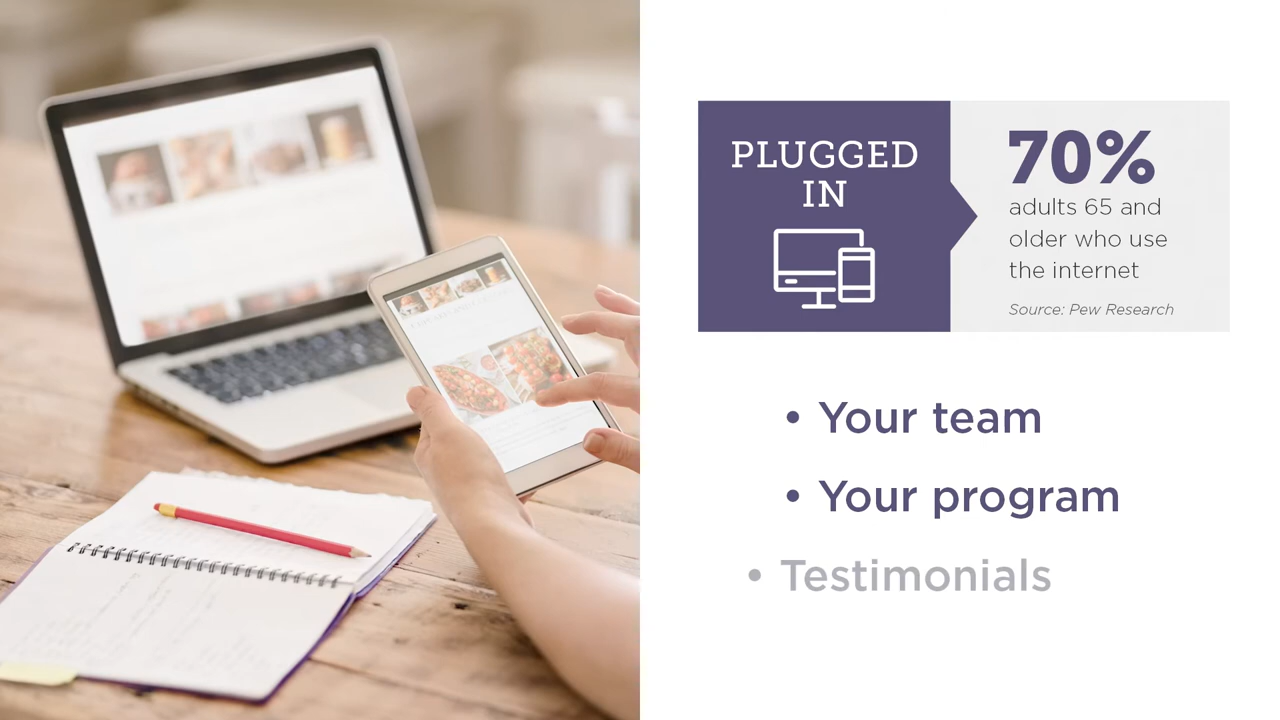 PLUGGED
IN
70%
adults 65 and
older who use
the internet
Source: Pew Research
• Your team
• Your program
• Testimonials